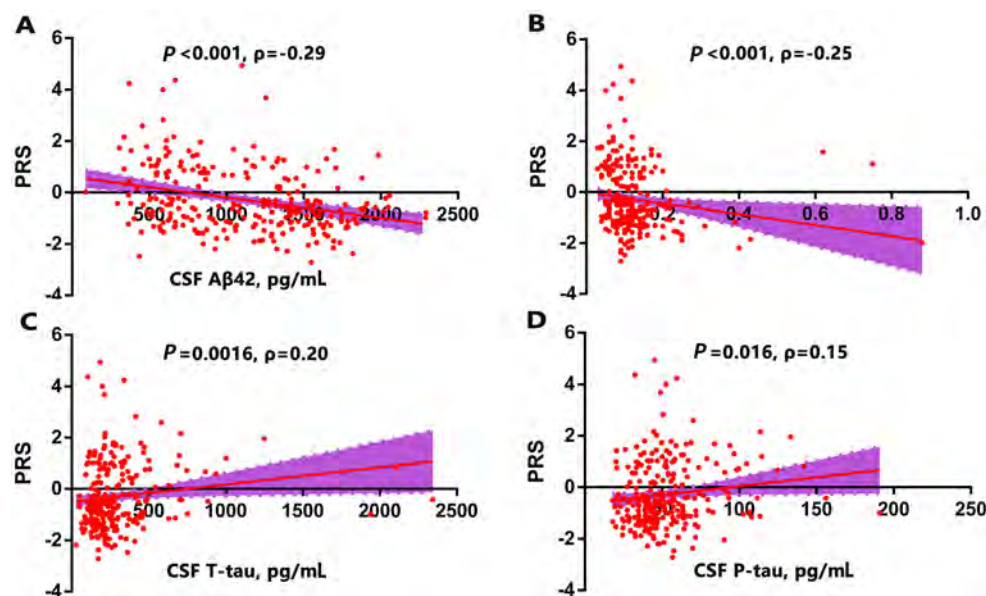 A
P<0.001, ρ=-0.29
PRS
6
4
2
0
-2
-4
500
1000
1500
2000
2500
CSF Aβ42, pg/mL
B
P<0.001, ρ=-0.25
PRS
6
4
2
0
-2
-4
0.2
0.4
0.6
0.8
1.0
C
P=0.0016, ρ=0.20
PRS
6
4
2
0
-2
-4
500
1000
1500
2000
2500
CSF T-tau, pg/mL
D
P=0.016, ρ=0.15
PRS
6
4
2
0
-2
-4
50
100
150
200
250
CSF P-tau, pg/mL